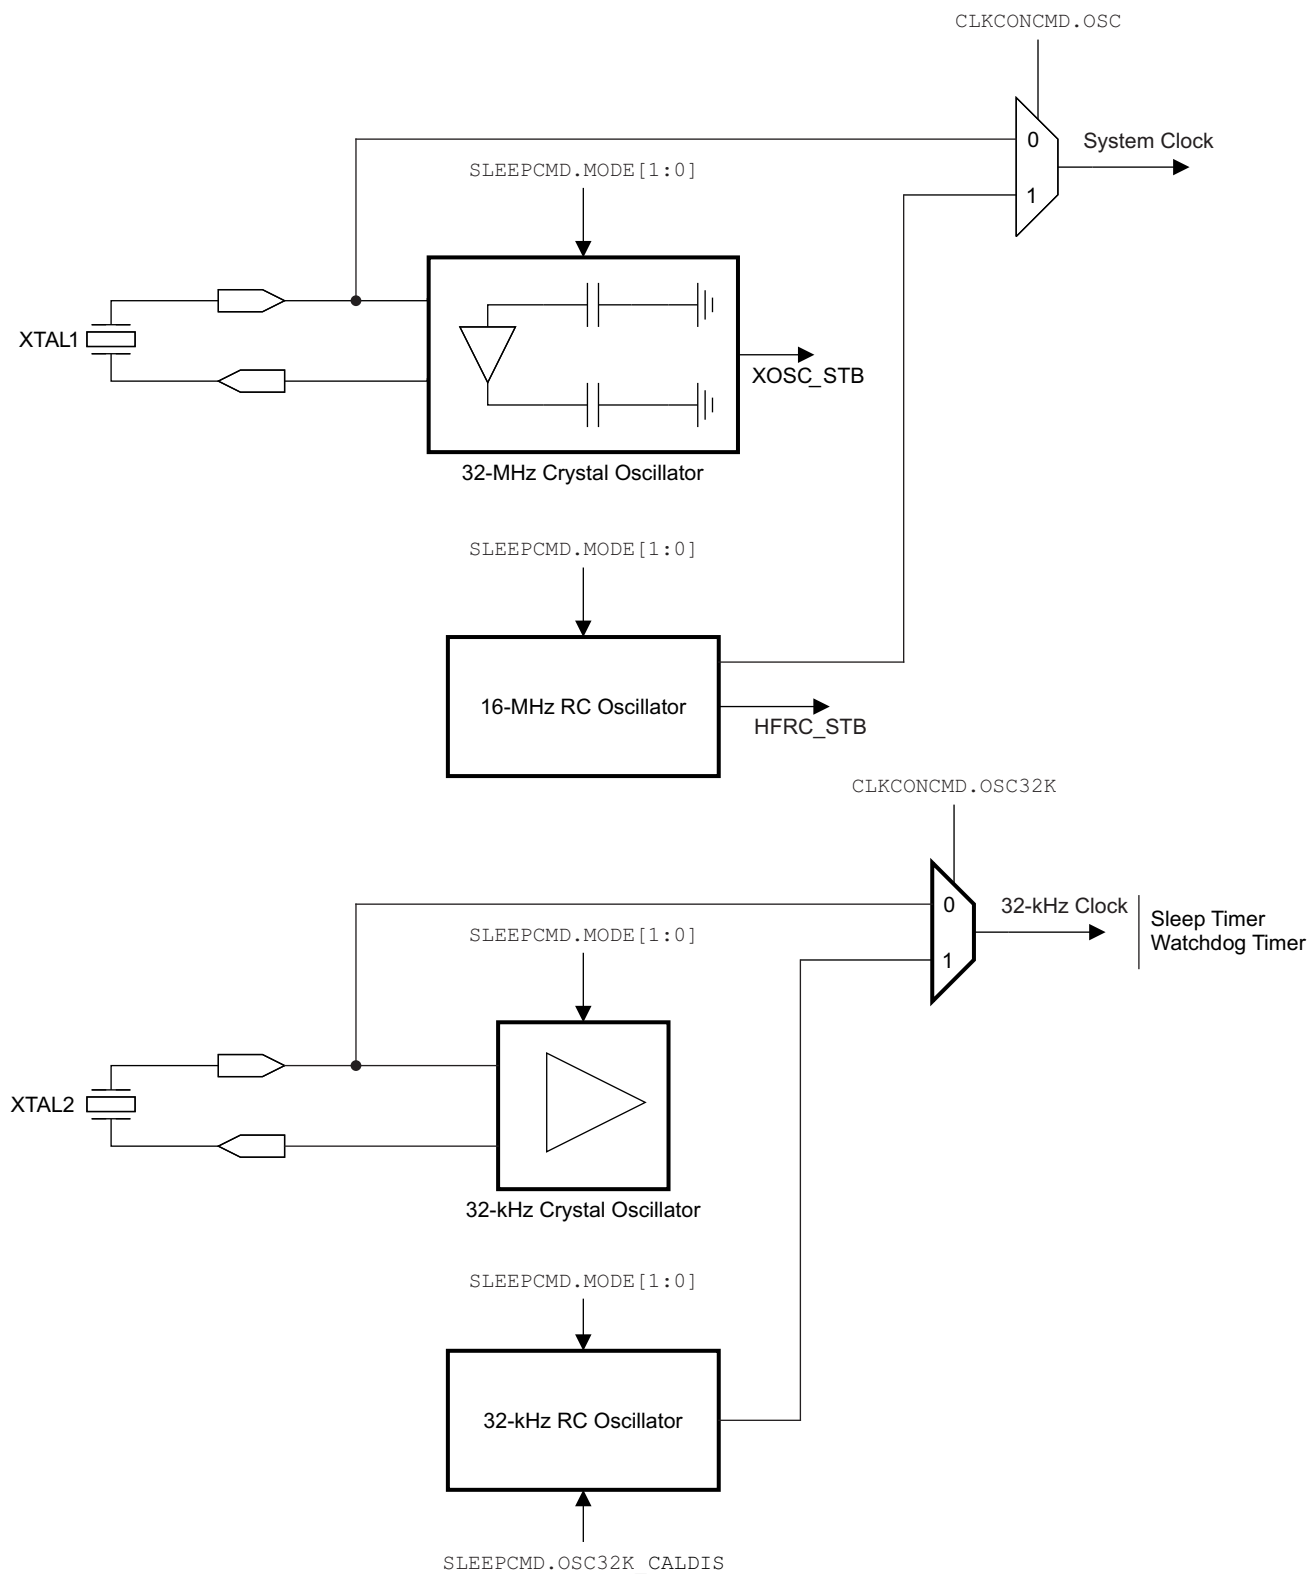 CLKCONCMD.OSC
0
System Clock
SLEEPCMD.MODE[1:0]
1
XTAL1
XOSC_STB
32-MHz Crystal Oscillator
SLEEPCMD.MODE[1:0]
16-MHz RC Oscillator
HFRC_STB
CLKCONCMD.OSC32K
0
32-kHz Clock
Sleep Timer
Watchdog Timer
SLEEPCMD.MODE[1:0]
1
XTAL2
32-kHz Crystal Oscillator
SLEEPCMD.MODE[1:0]
32-kHz RC Oscillator
SLEEPCMD.OSC32K CALDIS